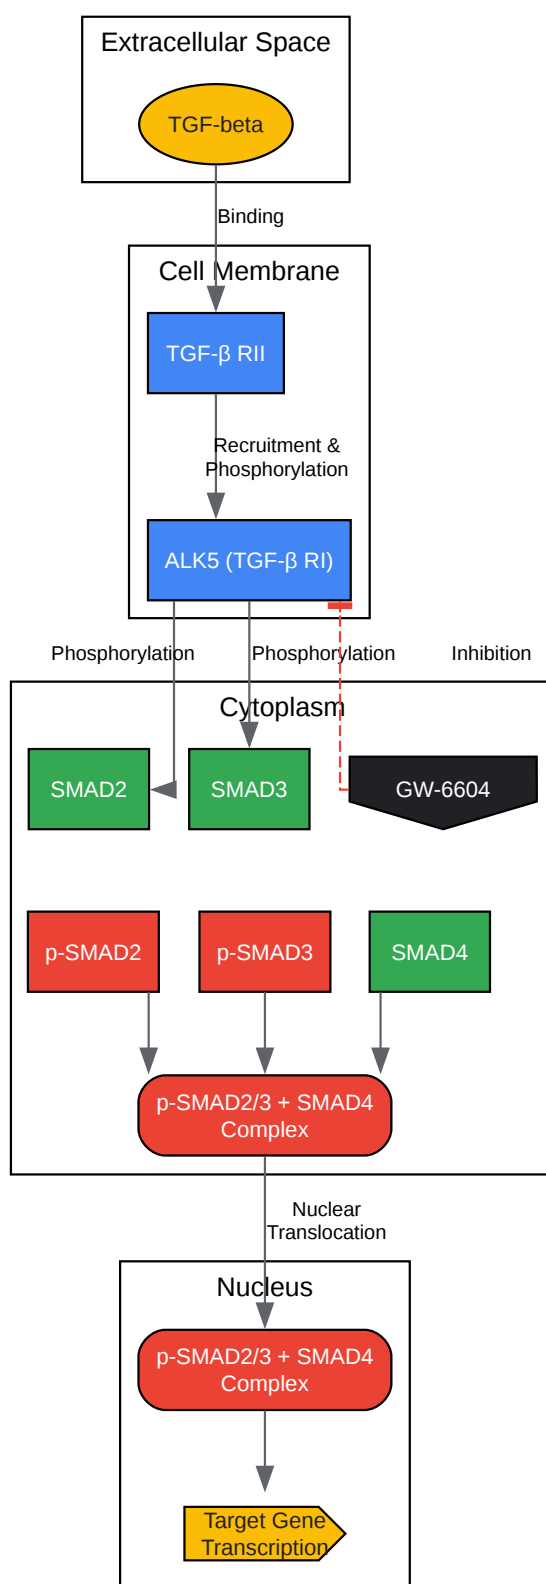 Extracellular Space
TGF-beta
Binding
Cell Membrane
TGF-β RII
Recruitment &
Phosphorylation
ALK5 (TGF-β RI)
Phosphorylation
Phosphorylation
Inhibition
Cytoplasm
SMAD2
SMAD3
GW-6604
p-SMAD2
p-SMAD3
SMAD4
p-SMAD2/3 + SMAD4
Complex
Nuclear
Translocation
Nucleus
p-SMAD2/3 + SMAD4
Complex
Target Gene
Transcription